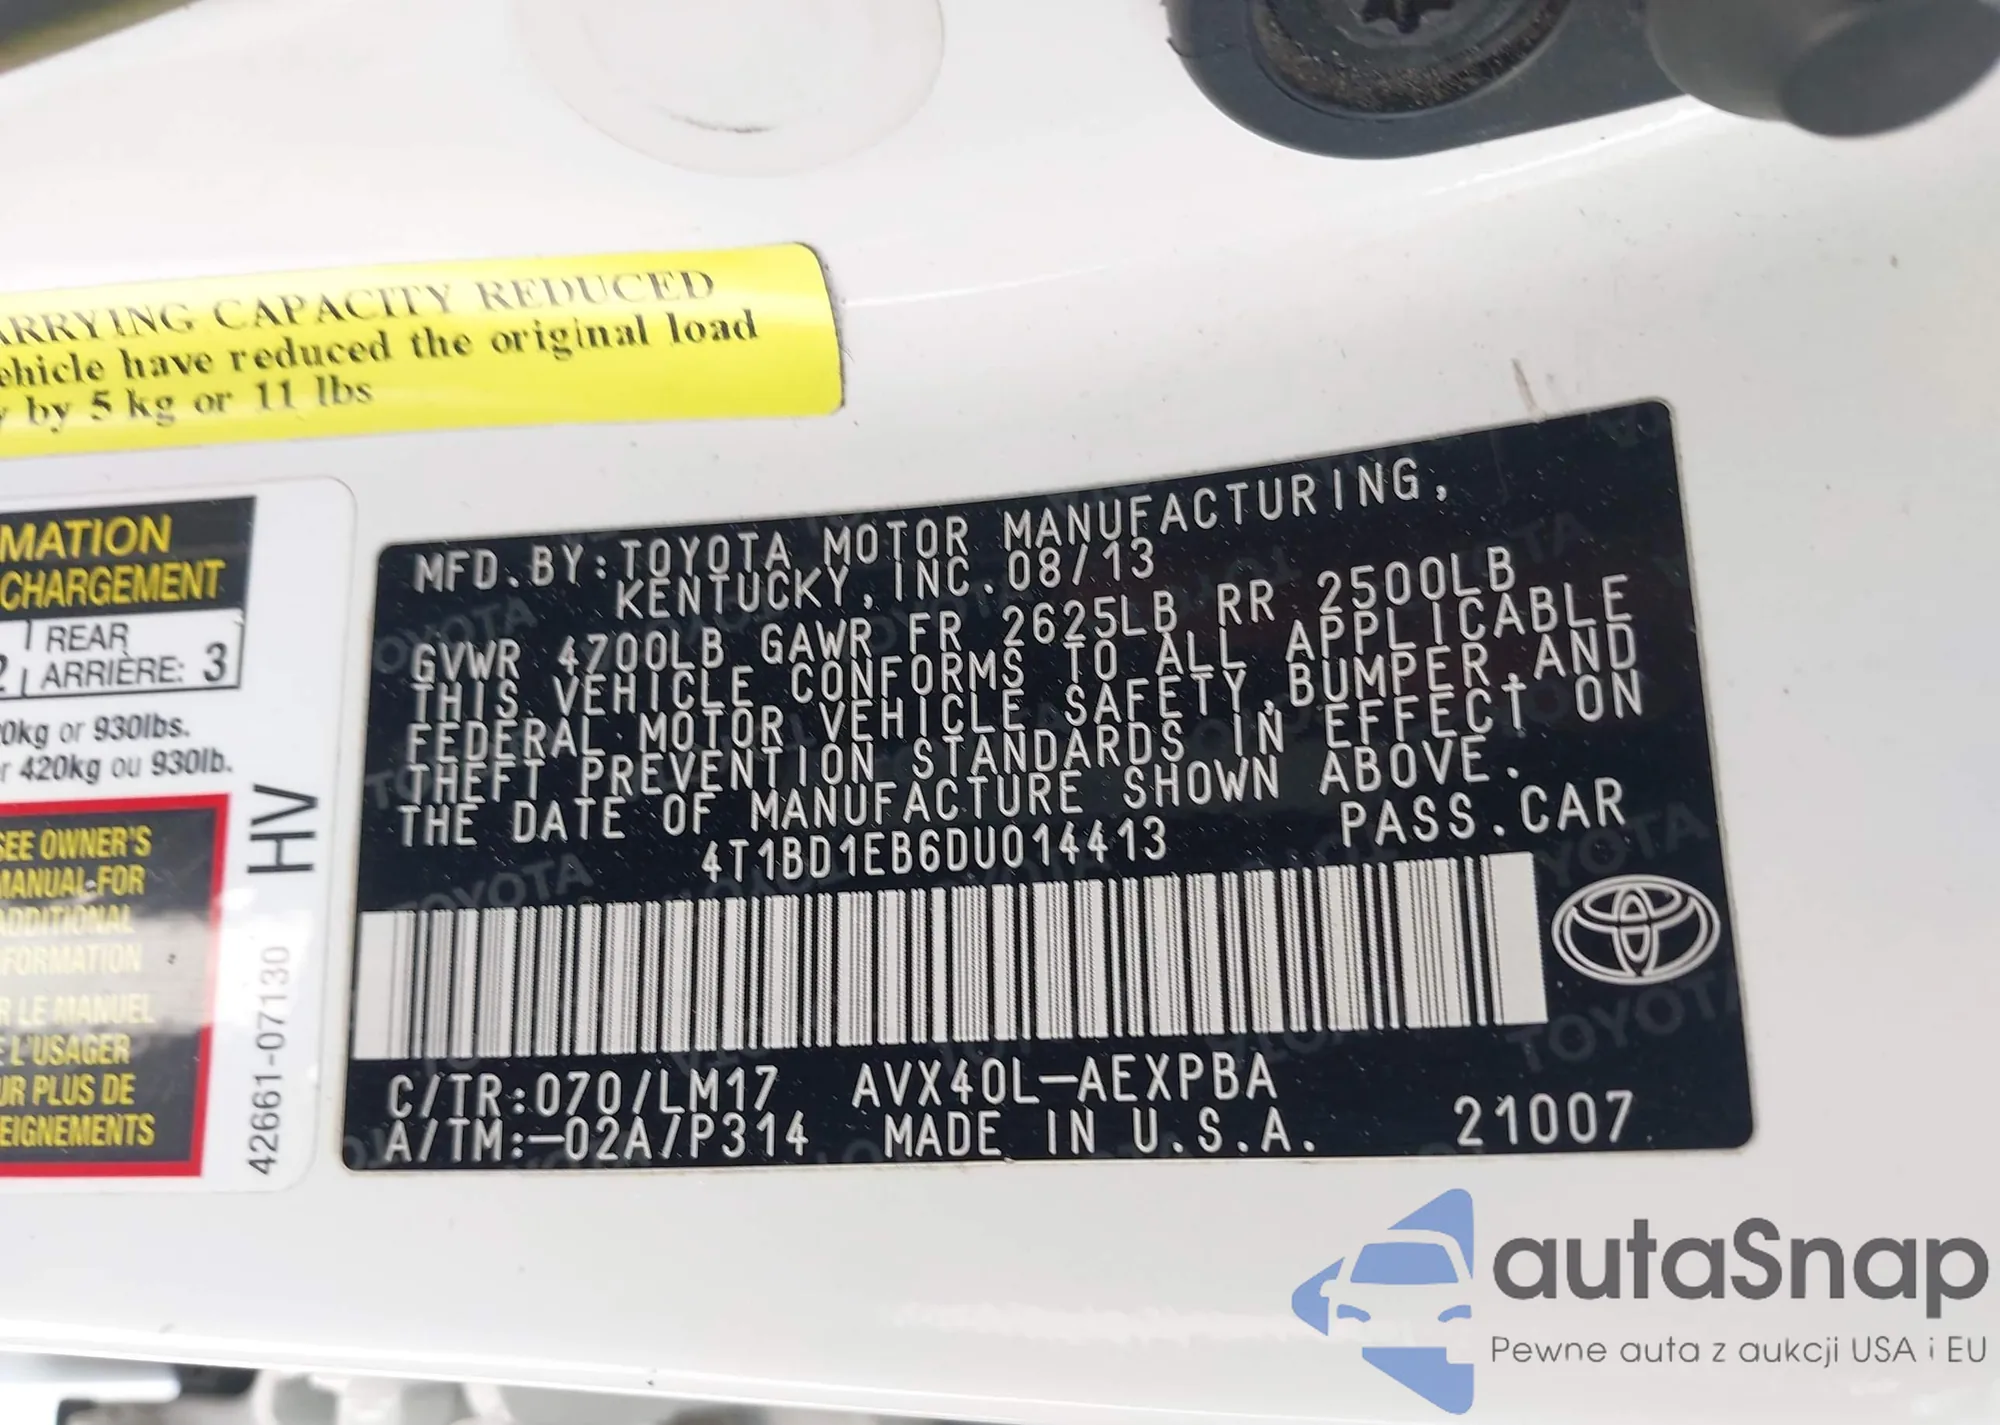 ARRYING CAPACITY REDUCED
ehicle have reduced the original load
y by 5 kg or 11 lbs
MATION
CHARGEMENT
2 | REAR
ARRIÈRE: 3
0kg or 930lbs.
r 420kg ou 930lb.
SEE OWNER'S
MANUAL FOR
ADDITIONAL
FORMATION
R LE MANUEL
E L'USAGER
UR PLUS DE
EIGNEMENTS
HV
42661-07130
MFD. BY: TOYOTA MOTOR MANUFACTURING,
KENTUCKY, INC. 08/13
GVWR 4700LB GAWR FR 2625LB RR 2500LB
THIS VEHICLE CONFORMS TO ALL APPLICABLE
FEDERAL MOTOR VEHICLE SAFETY, BUMPER, AND
THEFT PREVENTION STANDARDS IN EFFECT ON
THE DATE OF MANUFACTURE SHOWN ABOVE.
4T1BD1EB6DU014413 PASS. CAR
C/TR:070/LM17 AVX40L-AEXPBA
A/TM:-02A/P314 MADE IN U.S.A. 21007
autaSnap
Pewne auta z aukcji USA i EU